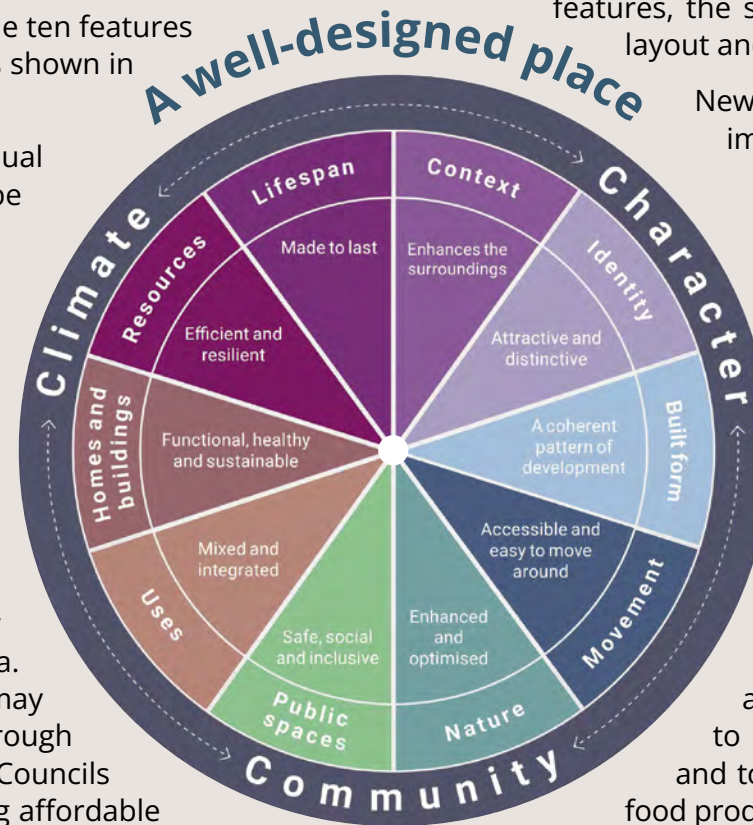 e ten features
shown in
ual
a.
may
rough
Councils
g affordable
features, the s
layout and
New
im
a
to
and to
food prod
A well-designed place
Climate
Character
Community
Lifespan
Made to last
Context
Enhances the
surroundings
Identity
Attractive and
distinctive
Built form
A coherent
pattern of
development
Movement
Accessible and
easy to move
around
Nature
Enhanced
and
optimised
Public
spaces
Safe, social
and inclusive
Uses
Mixed and
integrated
Homes and
buildings
Functional, healthy
and sustainable
Resources
Efficient and
resilient